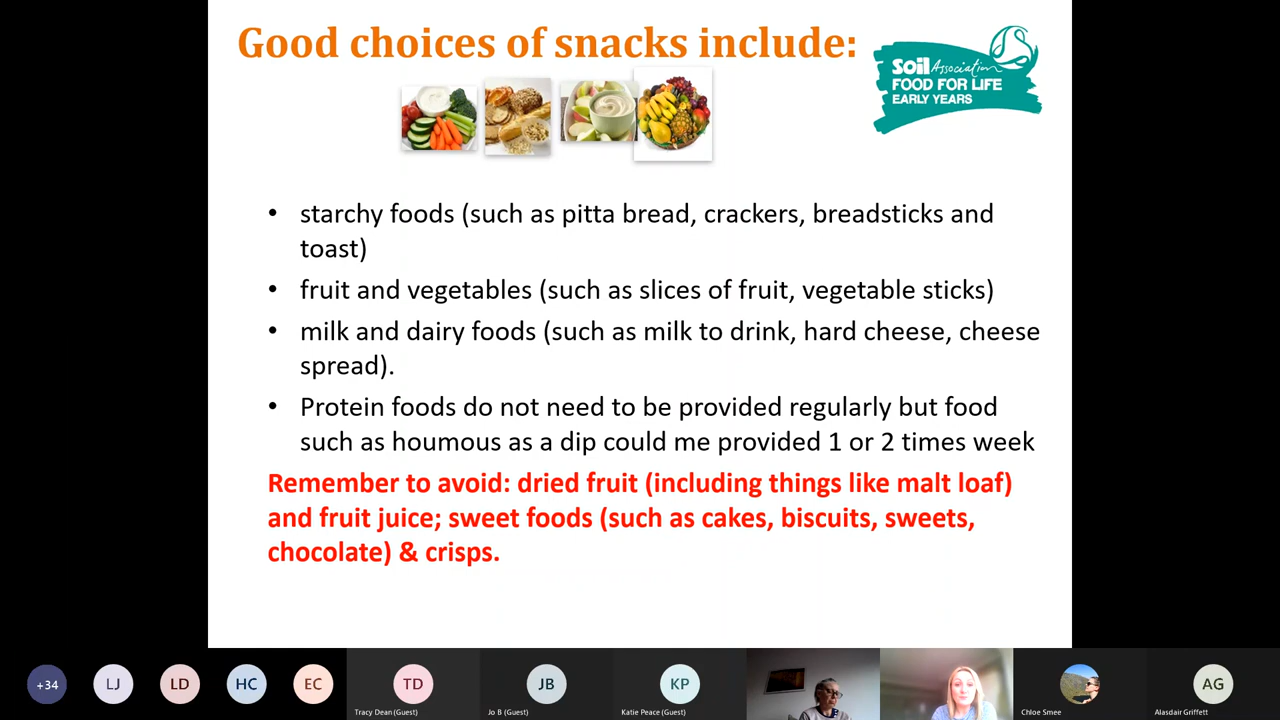 Good choices of snacks include:
Soil Association
FOOD FOR LIFE
EARLY YEARS
• starchy foods (such as pitta bread, crackers, breadsticks and
toast)
• fruit and vegetables (such as slices of fruit, vegetable sticks)
• milk and dairy foods (such as milk to drink, hard cheese, cheese
spread).
• Protein foods do not need to be provided regularly but food
such as houmous as a dip could me provided 1 or 2 times week
Remember to avoid: dried fruit (including things like malt loaf)
and fruit juice; sweet foods (such as cakes, biscuits, sweets,
chocolate) & crisps.
+34 LJ LD HC EC TD JB KP AG
Tracy Dean (Guest) Jo B (Guest) Katie Peace (Guest) Chloe Smee Alasdair Griffett